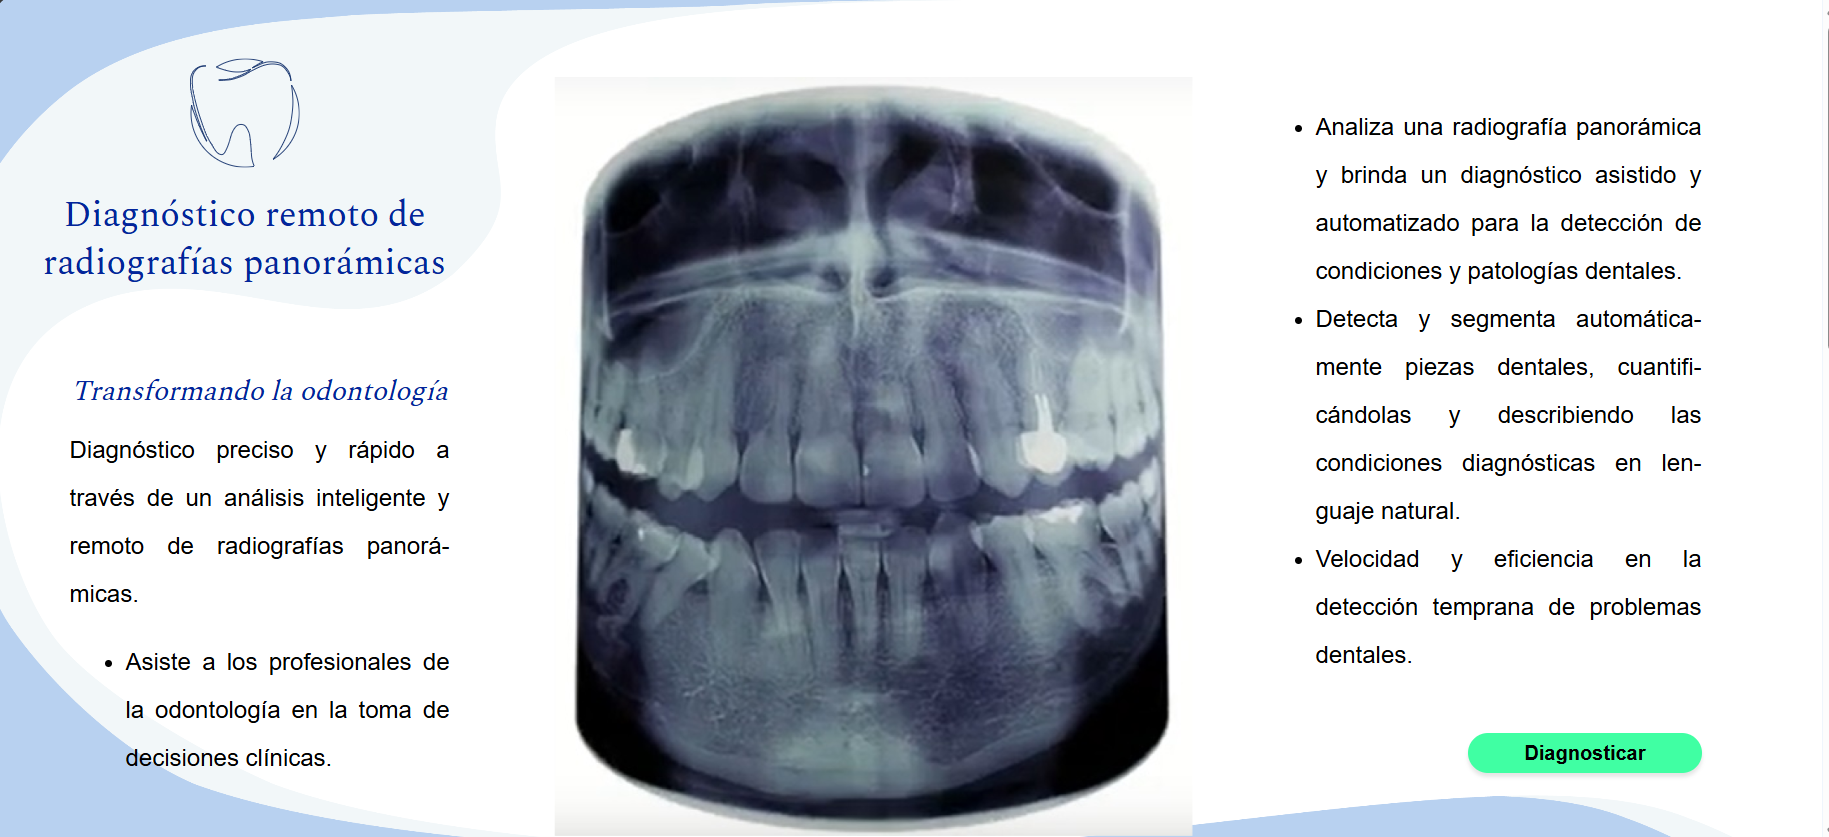 Diagnóstico remoto de
radiografías panorámicas
Transformando la odontología
Diagnóstico preciso y rápido a
través de un análisis inteligente y
remoto de radiografías panorá-
micas.
• Asiste a los profesionales de
la odontología en la toma de
decisiones clínicas.
• Analiza una radiografía panorámica
y brinda un diagnóstico asistido y
automatizado para la detección de
condiciones y patologías dentales.
• Detecta y segmenta automática-
mente piezas dentales, cuantifi-
cándolas y describiendo las
condiciones diagnósticas en len-
guaje natural.
• Velocidad y eficiencia en la
detección temprana de problemas
dentales.
Diagnosticar